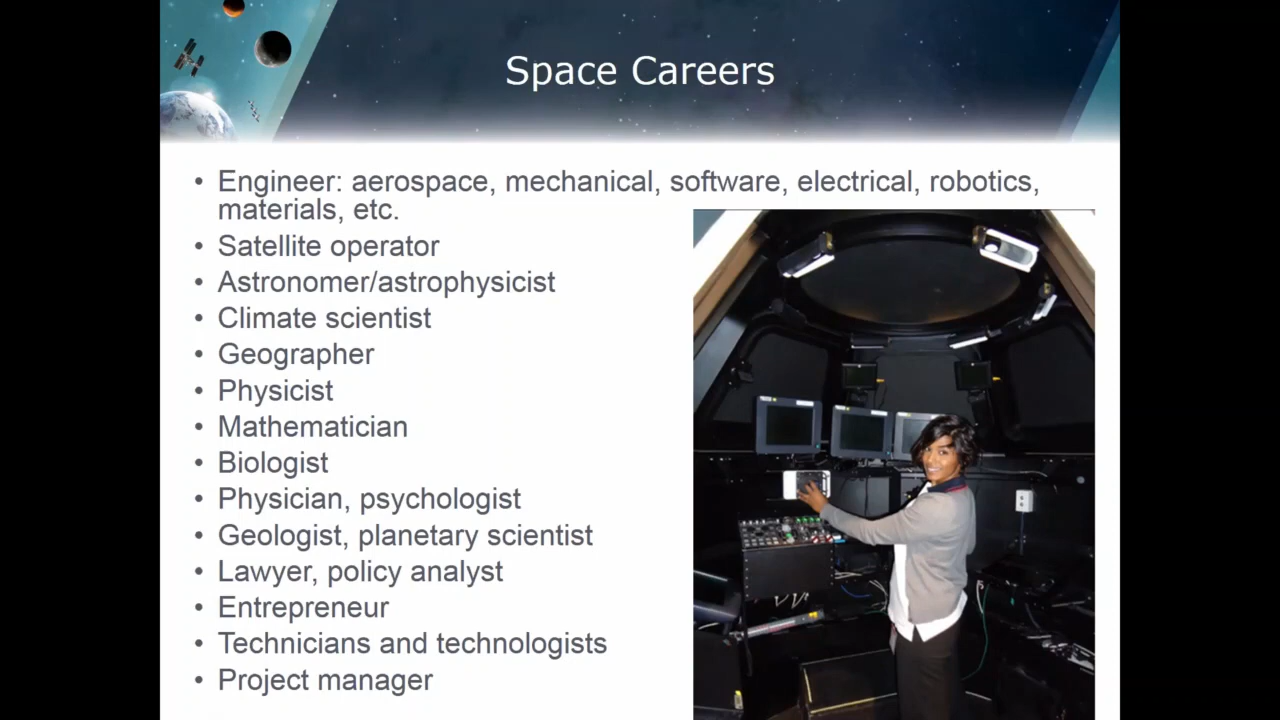 Space Careers
• Engineer: aerospace, mechanical, software, electrical, robotics,
materials, etc.
• Satellite operator
• Astronomer/astrophysicist
• Climate scientist
• Geographer
• Physicist
• Mathematician
• Biologist
• Physician, psychologist
• Geologist, planetary scientist
• Lawyer, policy analyst
• Entrepreneur
• Technicians and technologists
• Project manager